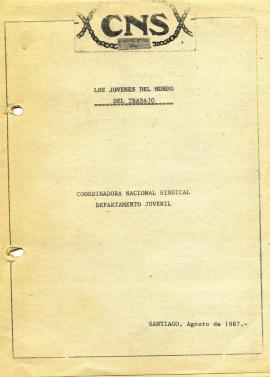 CNS
LOS JOVENES DEL MUNDO
DEL TRABAJO
COORDINADORA NACIONAL SINDICAL
DEPARTAMENTO JUVENIL
SANTIAGO, Agosto de 1987.-